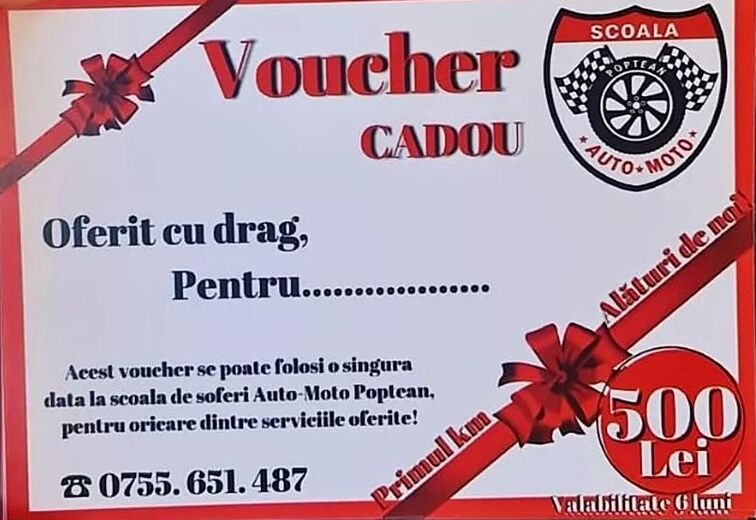 Voucher
CADOU
SCOALA
POPTEAN
AUTO★MOTO
Oferit cu drag,
Pentru..................
Acest voucher se poate folosi o singura
data la scoala de soferi Auto-Moto Poptean,
pentru oricare dintre serviciile oferite!
☎ 0755. 651. 487
Primul km
Alături de noi!
500
Lei
Valabilitate 6 luni